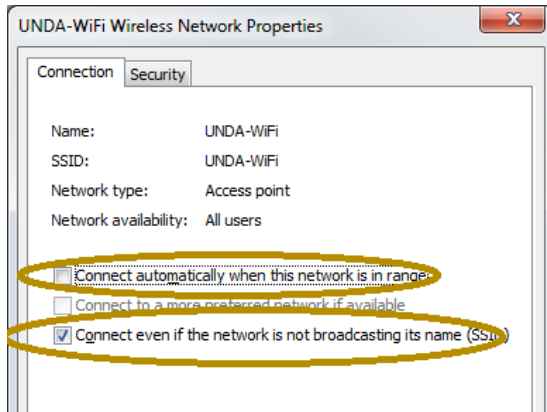 UNDA-WiFi Wireless Network Properties
Connection Security
Name: UNDA-WiFi
SSID: UNDA-WiFi
Network type: Access point
Network availability: All users
Connect automatically when this network is in range
Connect to a more preferred network if available
Connect even if the network is not broadcasting its name (SSID)